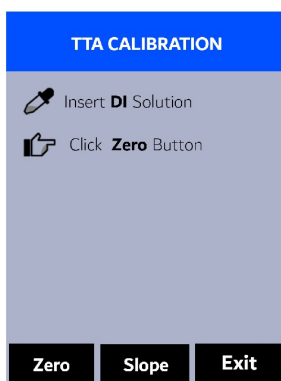 TTA CALIBRATION
Insert DI Solution
Click Zero Button
Zero Slope Exit